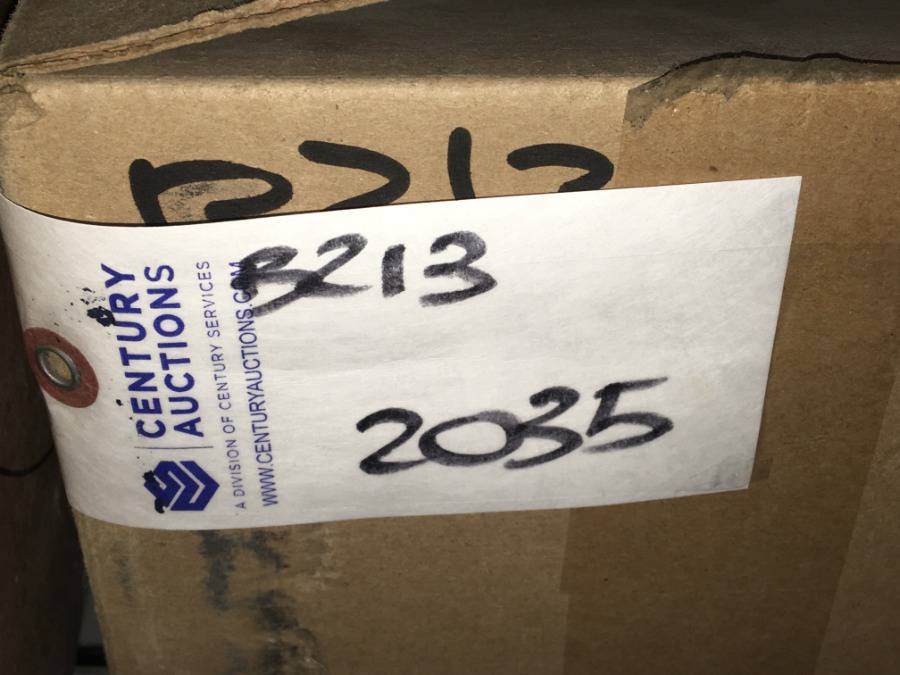 B213
CENTURY
AUCTIONS
A DIVISION OF CENTURY SERVICES
WWW.CENTURYAUCTIONS.COM
B213
2035